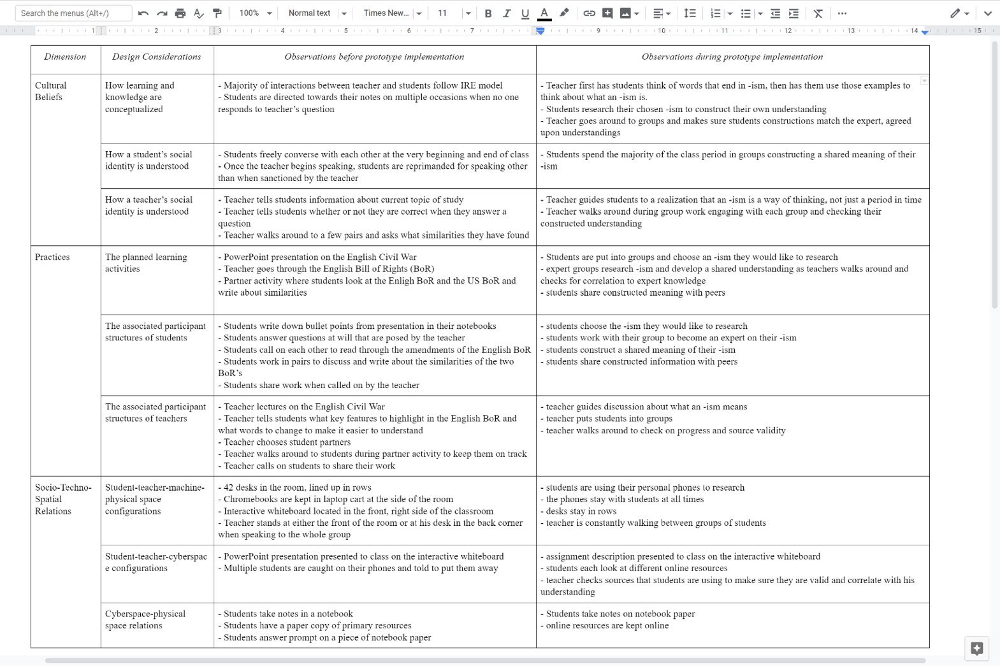 Search the menus (Alt+/)
100%
Normal text
Times New...
11
B I U A
1 2 3 4 5 6 7 9 10 11 12 13 14 15
Dimension
Design Considerations
Observations before prototype implementation
Observations during prototype implementation
Cultural
Beliefs
How learning and
knowledge are
conceptualized
- Majority of interactions between teacher and students follow IRE model
- Students are directed towards their notes on multiple occasions when no one
responds to teacher's question
- Teacher first has students think of words that end in -ism, then has them use those examples to
think about what an -ism is.
- Students research their chosen -ism to construct their own understanding
- Teacher goes around to groups and makes sure students constructions match the expert, agreed
upon understandings
How a student's social
identity is understood
- Students freely converse with each other at the very beginning and end of class
- Once the teacher begins speaking, students are reprimanded for speaking other
than when sanctioned by the teacher
- Students spend the majority of the class period in groups constructing a shared meaning of their
-ism
How a teacher's social
identity is understood
- Teacher tells students information about current topic of study
- Teacher tells students whether or not they are correct when they answer a
question
- Teacher walks around to a few pairs and asks what similarities they have found
- Teacher guides students to a realization that an -ism is a way of thinking, not just a period in time
- Teacher walks around during group work engaging with each group and checking their
constructed understanding
Practices
The planned learning
activities
- PowerPoint presentation on the English Civil War
- Teacher goes through the English Bill of Rights (BoR)
- Partner activity where students look at the Enligh BoR and the US BoR and
write about similarities
- Students are put into groups and choose an -ism they would like to research
- expert groups research -ism and develop a shared understanding as teachers walks around and
checks for correlation to expert knowledge
- students share constructed meaning with peers
The associated participant
structures of students
- Students write down bullet points from presentation in their notebooks
- Students answer questions at will that are posed by the teacher
- Students call on each other to read through the amendments of the English BoR
- Students work in pairs to discuss and write about the similarities of the two
BoR's
- Students share work when called on by the teacher
- students choose the -ism they would like to research
- students work with their group to become an expert on their -ism
- students construct a shared meaning of their -ism
- students share constructed information with peers
The associated participant
structures of teachers
- Teacher lectures on the English Civil War
- Teacher tells students what key features to highlight in the English BoR and
what words to change to make it easier to understand
- Teacher chooses student partners
- Teacher walks around to students during partner activity to keep them on track
- Teacher calls on students to share their work
- teacher guides discussion about what an -ism means
- teacher puts students into groups
- teacher walks around to check on progress and source validity
Socio-Techno-
Spatial
Relations
Student-teacher-machine-
physical space
configurations
- 42 desks in the room, lined up in rows
- Chromebooks are kept in laptop cart at the side of the room
- Interactive whiteboard located in the front, right side of the classroom
- Teacher stands at either the front of the room or at his desk in the back corner
when speaking to the whole group
- students are using their personal phones to research
- the phones stay with students at all times
- desks stay in rows
- teacher is constantly walking between groups of students
Student-teacher-cyberspac
e configurations
- PowerPoint presentation presented to class on the interactive whiteboard
- Multiple students are caught on their phones and told to put them away
- assignment description presented to class on the interactive whiteboard
- students each look at different online resources
- teacher checks sources that students are using to make sure they are valid and correlate with his
understanding
Cyberspace-physical
space relations
- Students take notes in a notebook
- Students have a paper copy of primary resources
- Students answer prompt on a piece of notebook paper
- Students take notes on notebook paper
- online resources are kept online